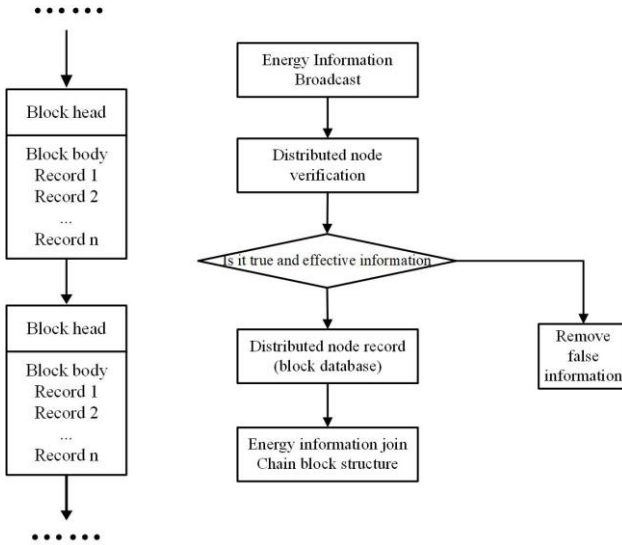 ......
Block head
Block body
Record 1
Record 2
...
Record n
Block head
Block body
Record 1
Record 2
...
Record n
......
Energy Information
Broadcast
Distributed node
verification
Is it true and effective information
Distributed node record
(block database)
Energy information join
Chain block structure
Remove
false
information